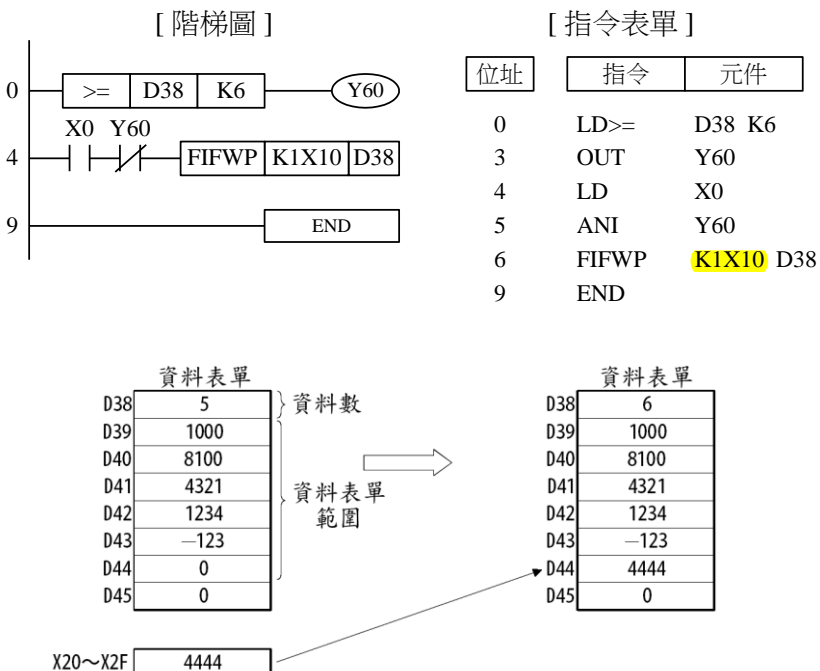 [ 階梯圖 ]
0 >= D38 K6 Y60
X0 Y60
4 FIFWP K1X10 D38
9 END
[ 指令表單 ]
位址 指令 元件
0 LD>= D38 K6
3 OUT Y60
4 LD X0
5 ANI Y60
6 FIFWP K1X10 D38
9 END
資料表單
D38 5 資料數
D39 1000
D40 8100
D41 4321
D42 1234
D43 —123
D44 0
D45 0
資料表單
範圍
X20～X2F 4444
資料表單
D38 6
D39 1000
D40 8100
D41 4321
D42 1234
D43 —123
D44 4444
D45 0